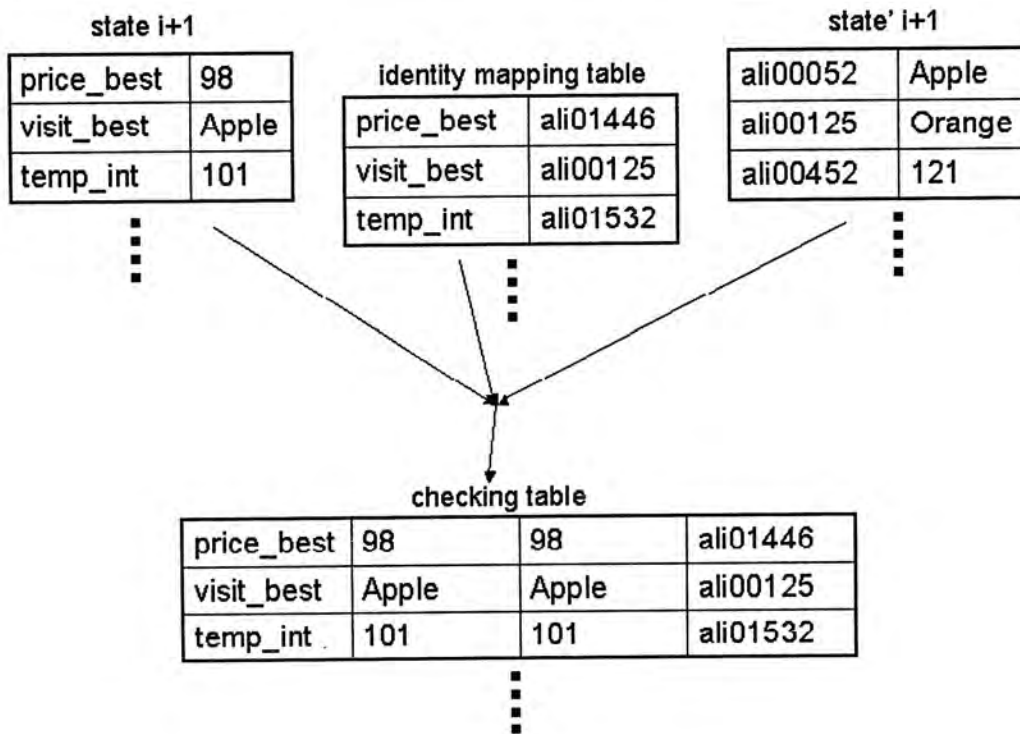 state i+1
price_best 98
visit_best Apple
temp_int 101
identity mapping table
price_best ali01446
visit_best ali00125
temp_int ali01532
state' i+1
ali00052 Apple
ali00125 Orange
ali00452 121
checking table
price_best 98 98 ali01446
visit_best Apple Apple ali00125
temp_int 101 101 ali01532